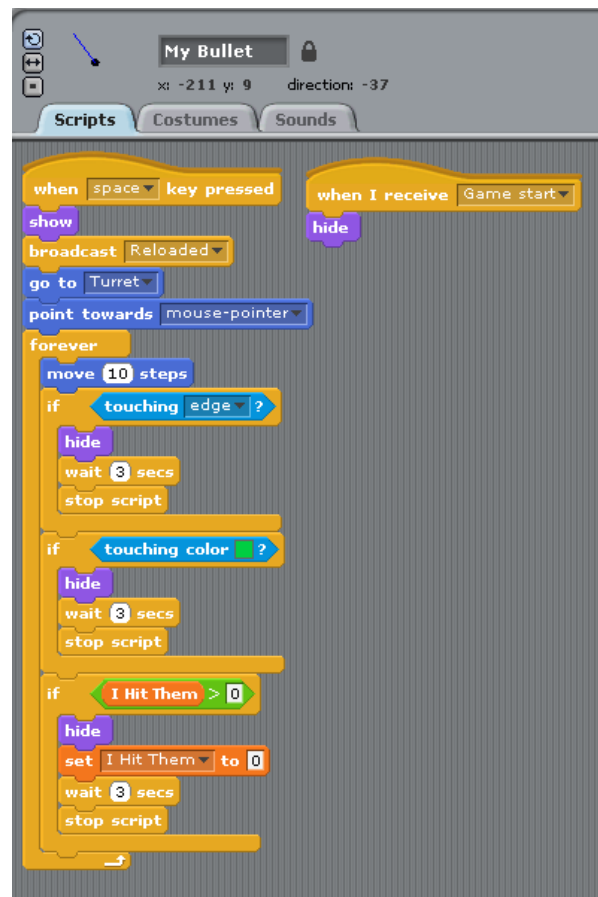 My Bullet
x: -211 y: 9 direction: -37
Scripts Costumes Sounds
when space key pressed
show
broadcast Reloaded
go to Turret
point towards mouse-pointer
forever
move 10 steps
if touching edge ?
hide
wait 3 secs
stop script
if touching color ?
hide
wait 3 secs
stop script
if I Hit Them > 0
hide
set I Hit Them to 0
wait 3 secs
stop script
when I receive Game start
hide